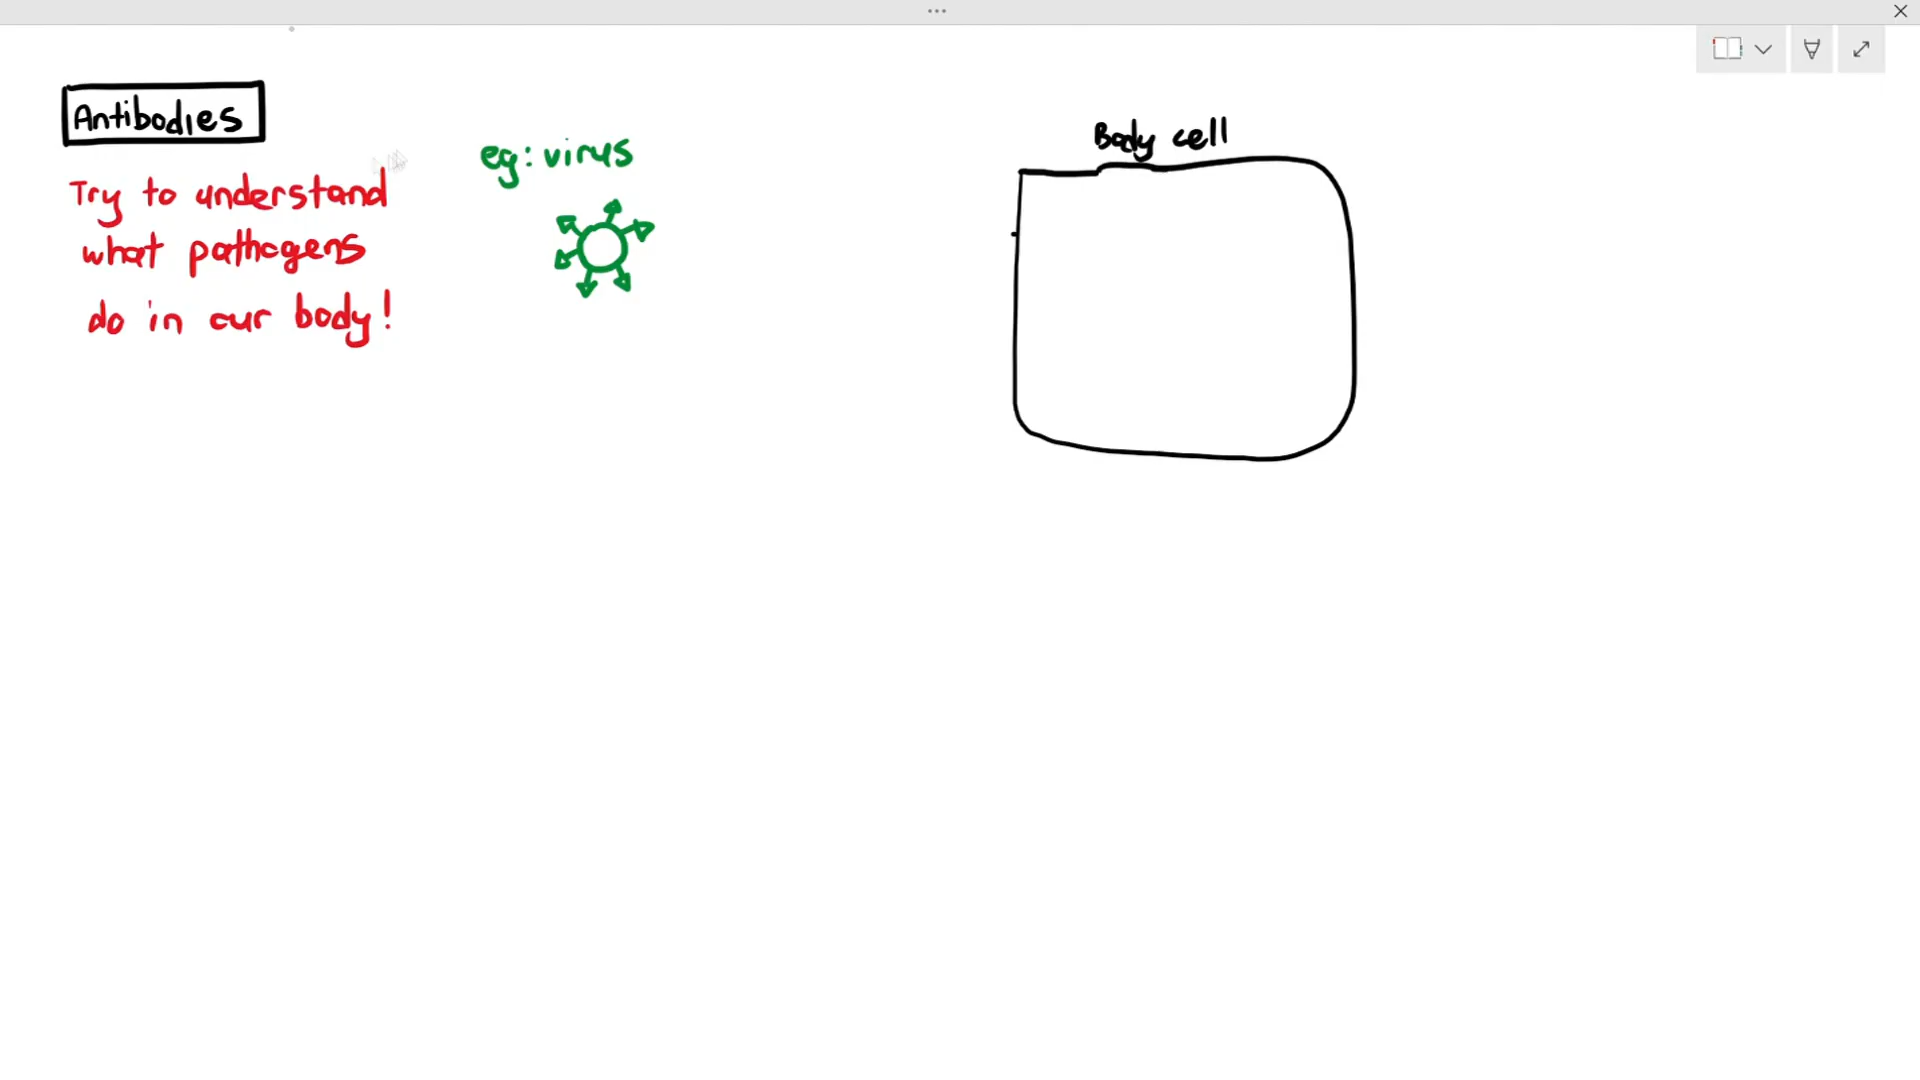 Antibodies
Try to understand
what pathogens
do in our body!
eg: virus
Body cell